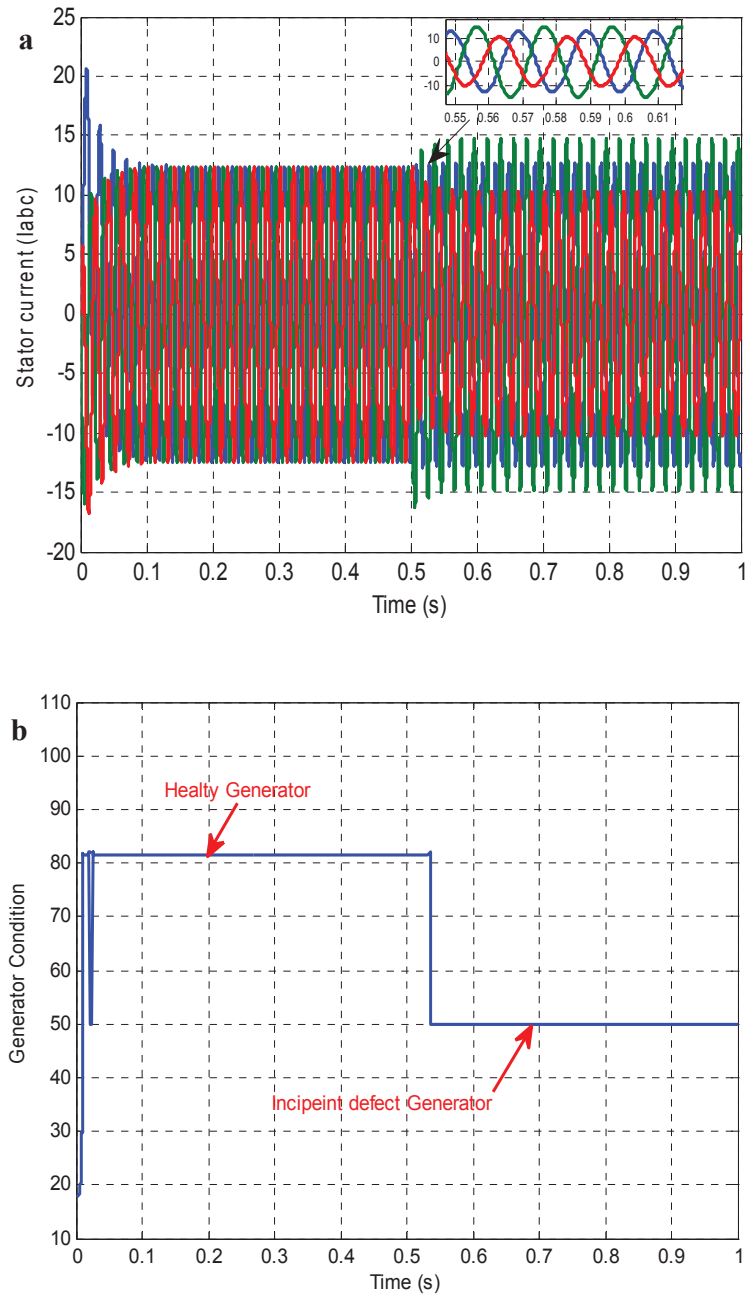 a
25
20
15
10
5
0
-5
-10
-15
-20
Stator current (Iabc)
10
0
-10
0.55 0.56 0.57 0.58 0.59 0.6 0.61
0 0.1 0.2 0.3 0.4 0.5 0.6 0.7 0.8 0.9 1
Time (s)
b
110
100
90
80
70
60
50
40
30
20
10
Generator Condition
Healty Generator
Incipeint defect Generator
0 0.1 0.2 0.3 0.4 0.5 0.6 0.7 0.8 0.9 1
Time (s)